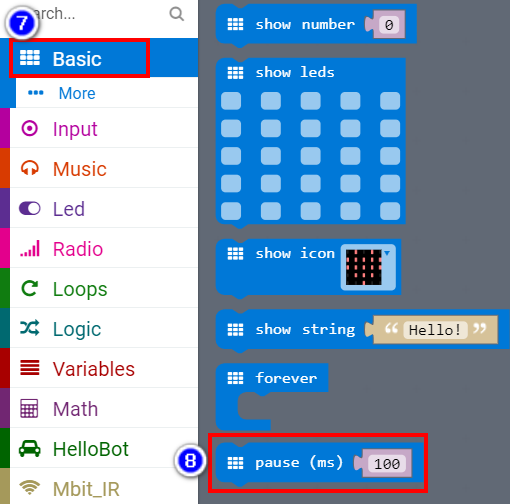 7
rch...
Basic
More
Input
Music
Led
Radio
Loops
Logic
Variables
Math
HelloBot
Mbit_IR
show number 0
show leds
show icon
show string “ Hello! ”
forever
8
pause (ms) 100